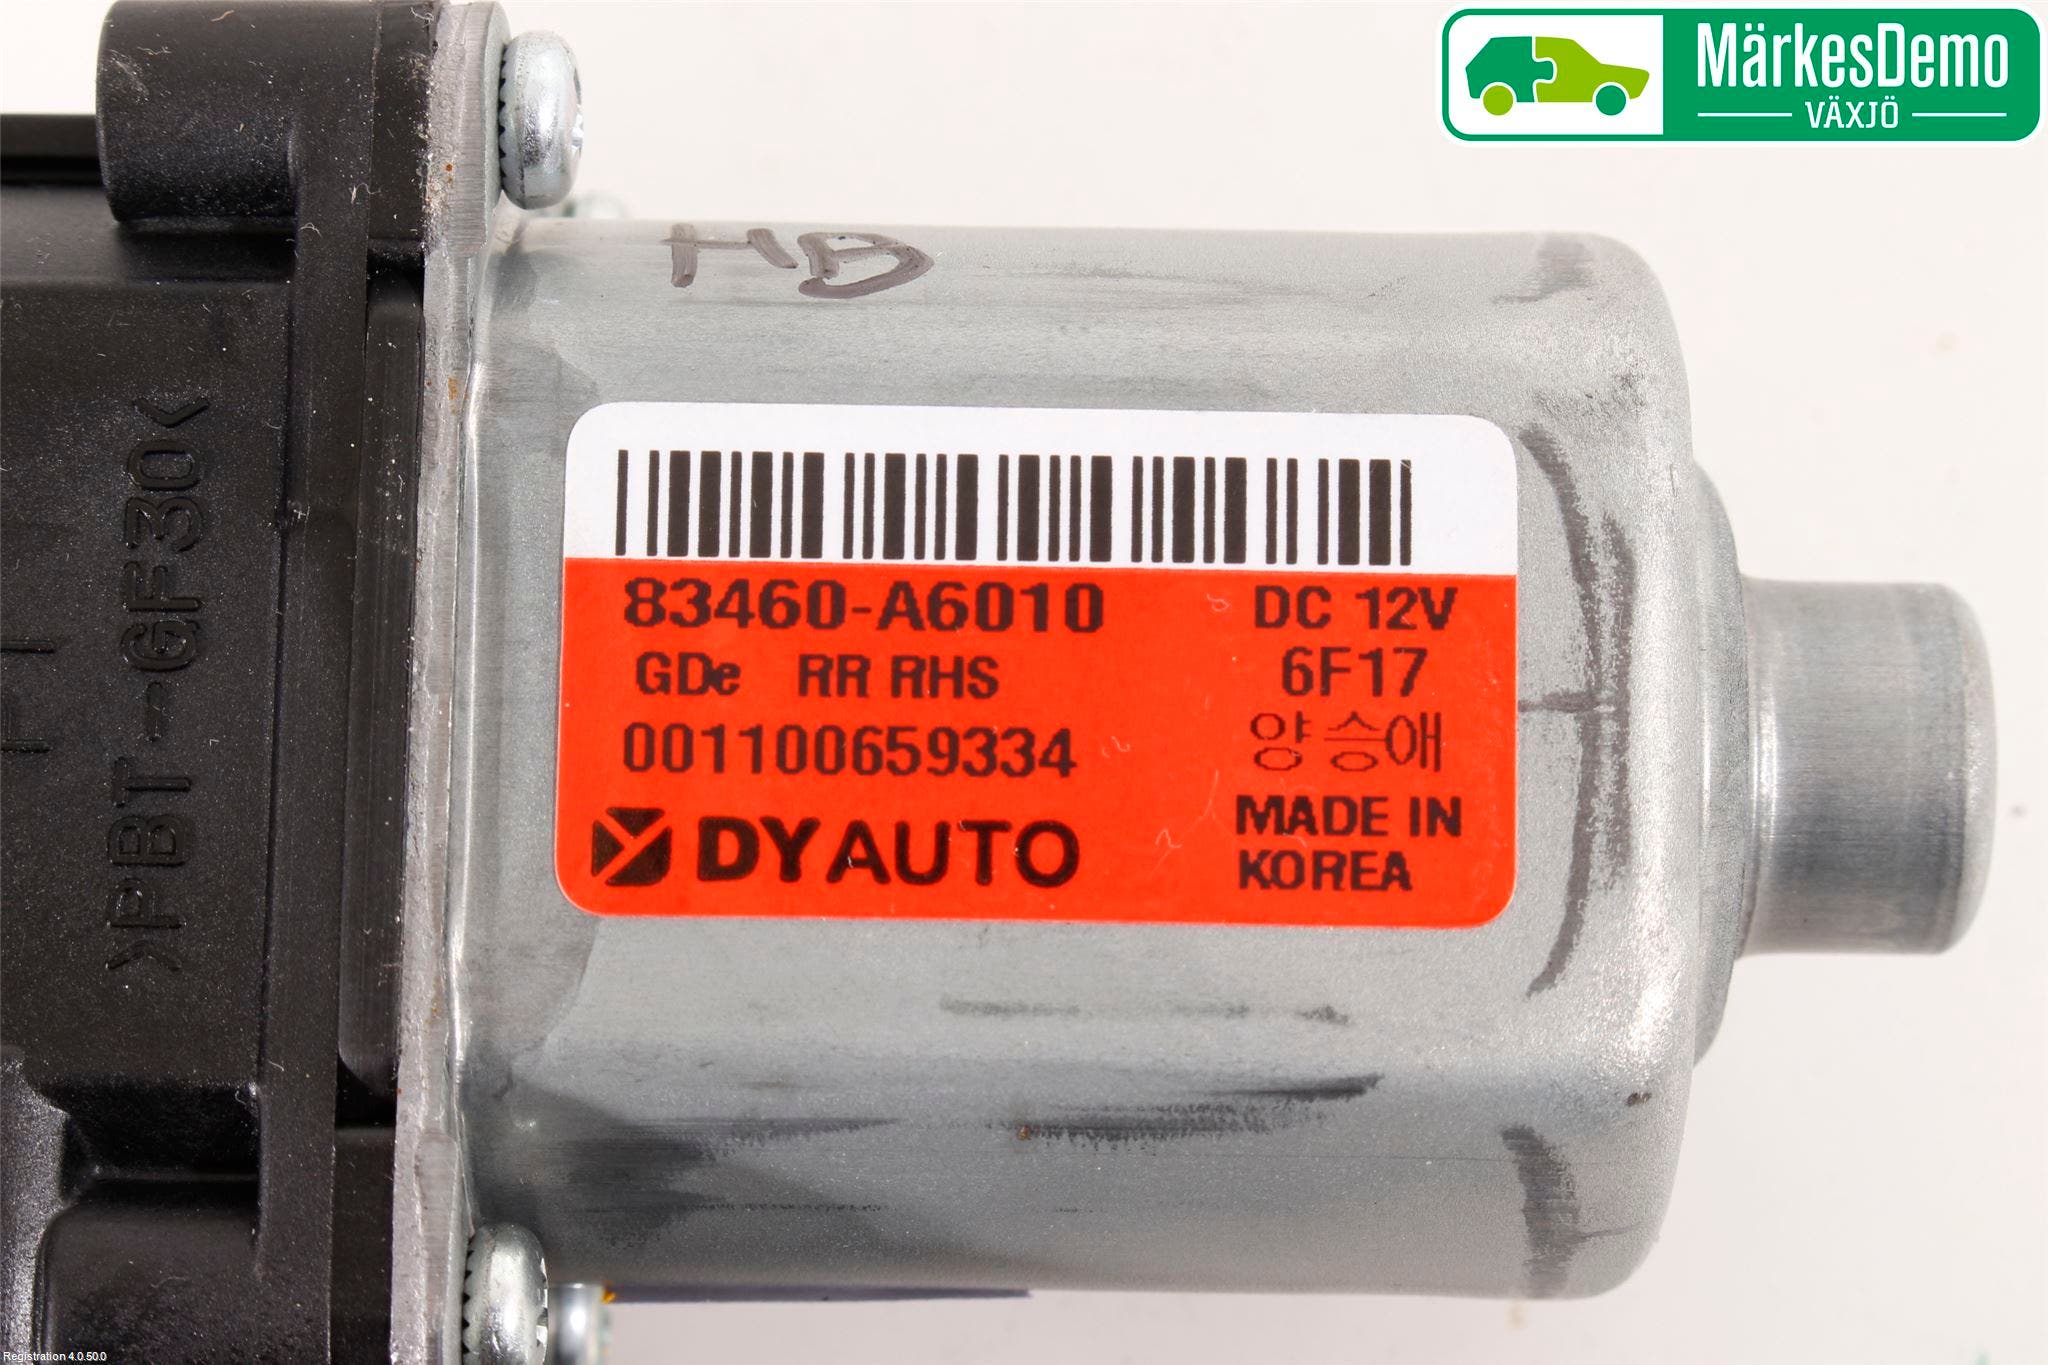 MärkesDemo
VÄXJÖ
HB
83460-A6010 DC 12V
GDe RR RHS 6F17
001100659334 양승애
DYAUTO MADE IN
KOREA
>PBT-GF30<
Registration 4.0.50.0